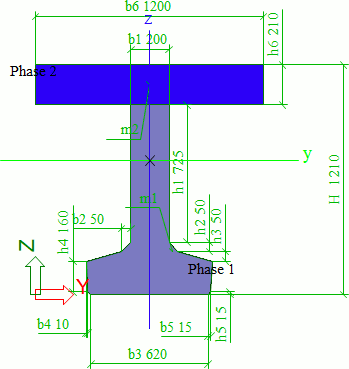 b6 1200
z
b1 200
h6 210
Phase 2
m2
y
h1 725
H 1210
m1
b2 50
h2 50
h3 50
h4 160
Z
Phase 1
Y
b4 10
b5 15
h5 15
b3 620